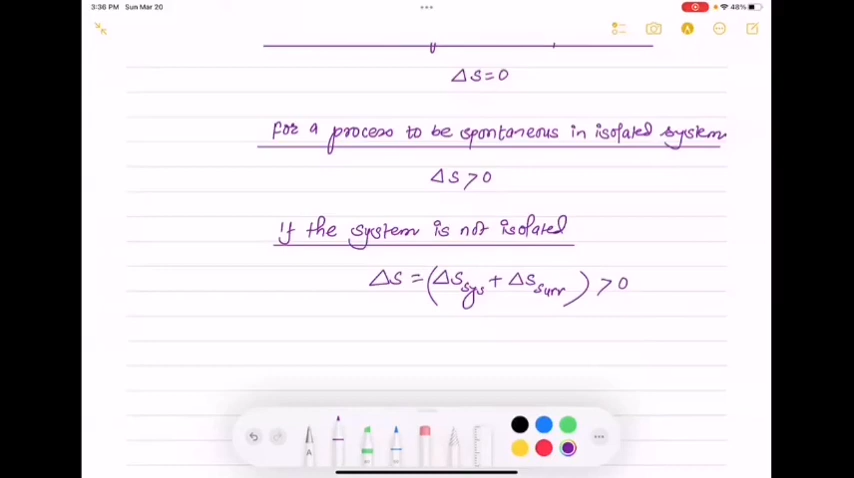 3:36 PM Sun Mar 20
48%
ΔS=0
For a process to be spontaneous in isolated system
ΔS>0
If the system is not isolated
ΔS=(ΔSsys+ΔSsurr)>0
A